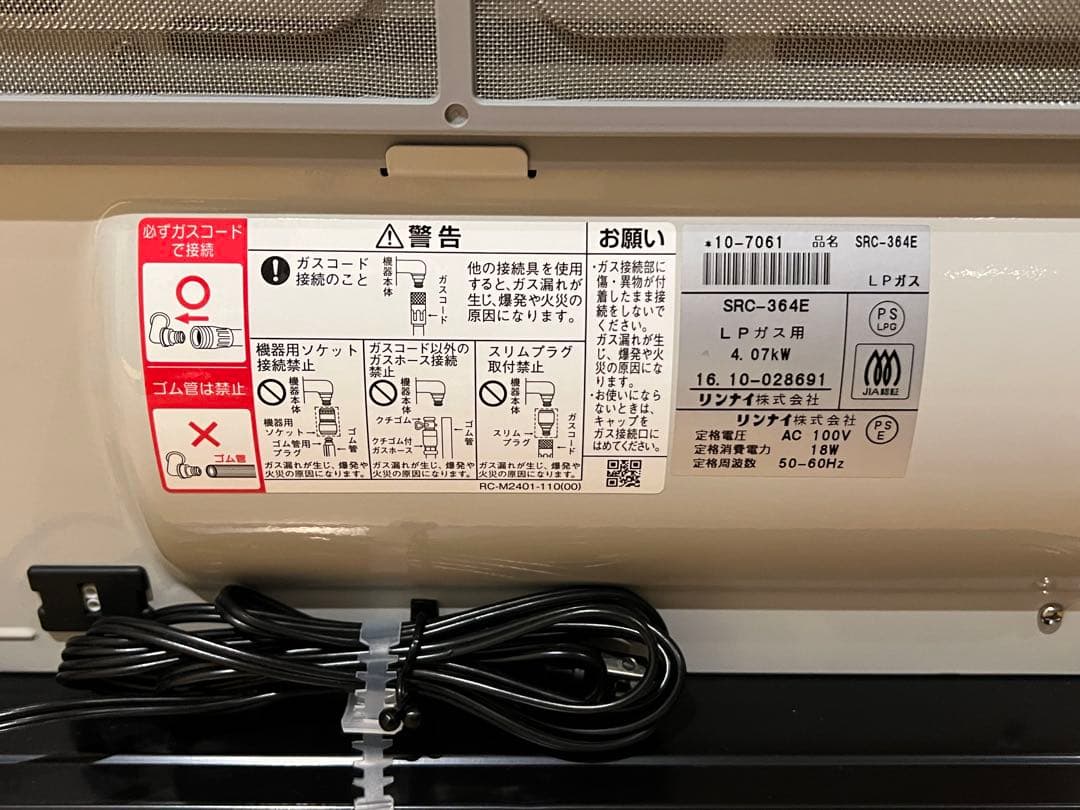 必ずガスコード
で接続
ゴム管は禁止
ゴム管
警告
ガスコード
接続のこと
機器本体
ガスコード
他の接続具を使用
すると、ガス漏れが
生じ、爆発や火災の
原因になります。
機器用ソケット
接続禁止
機器本体
機器用
ソケット
ゴム管用
プラグ
ゴム管
ガス漏れが生じ、爆発や
火災の原因になります。
ガスコード以外の
ガスホース接続
禁止
機器本体
クチゴム
クチゴム付
ガスホース
ゴム管
ガス漏れが生じ、爆発や
火災の原因になります。
スリムプラグ
取付禁止
機器本体
スリム
プラグ
ガスコード
ガス漏れが生じ、爆発や
火災の原因になります。
RC-M2401-110(00)
お願い
・ガス接続部に
傷・異物が付
着したまま接
続をしないで
ください。
ガス漏れが生
じ、爆発や火
災の原因にな
ります。
・お使いになら
ないときは、
キャップを
ガス接続口に
はめてください。
*10-7061 品名 SRC-364E
LPガス
SRC-364E
LPガス用
4.07kW
16.10-028691
リンナイ株式会社
PS
LPG
JIA認証
リンナイ株式会社
定格電圧 AC 100V
定格消費電力 18W
定格周波数 50-60Hz
PS
E